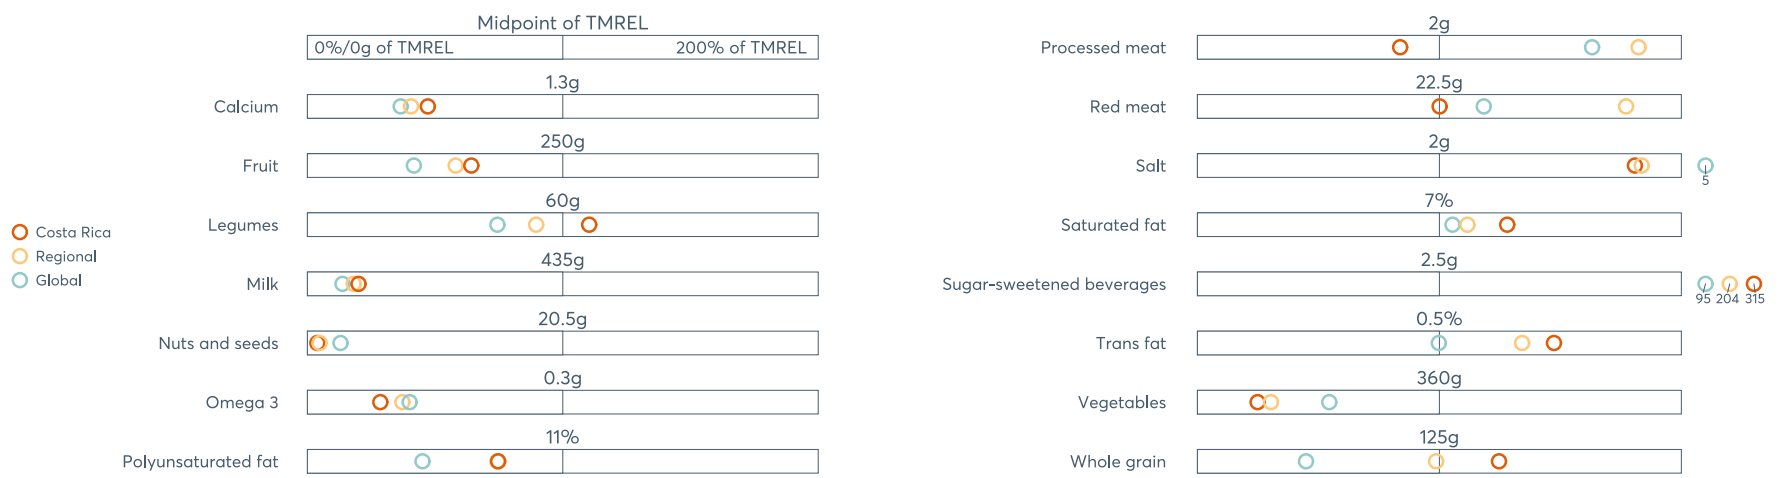 Midpoint of TMREL
0%/0g of TMREL 200% of TMREL
1.3g
Calcium
250g
Fruit
60g
Legumes
435g
Milk
20.5g
Nuts and seeds
0.3g
Omega 3
11%
Polyunsaturated fat
Costa Rica
Regional
Global
2g
Processed meat
22.5g
Red meat
2g
Salt
5
7%
Saturated fat
2.5g
Sugar-sweetened beverages
95 204 315
0.5%
Trans fat
360g
Vegetables
125g
Whole grain